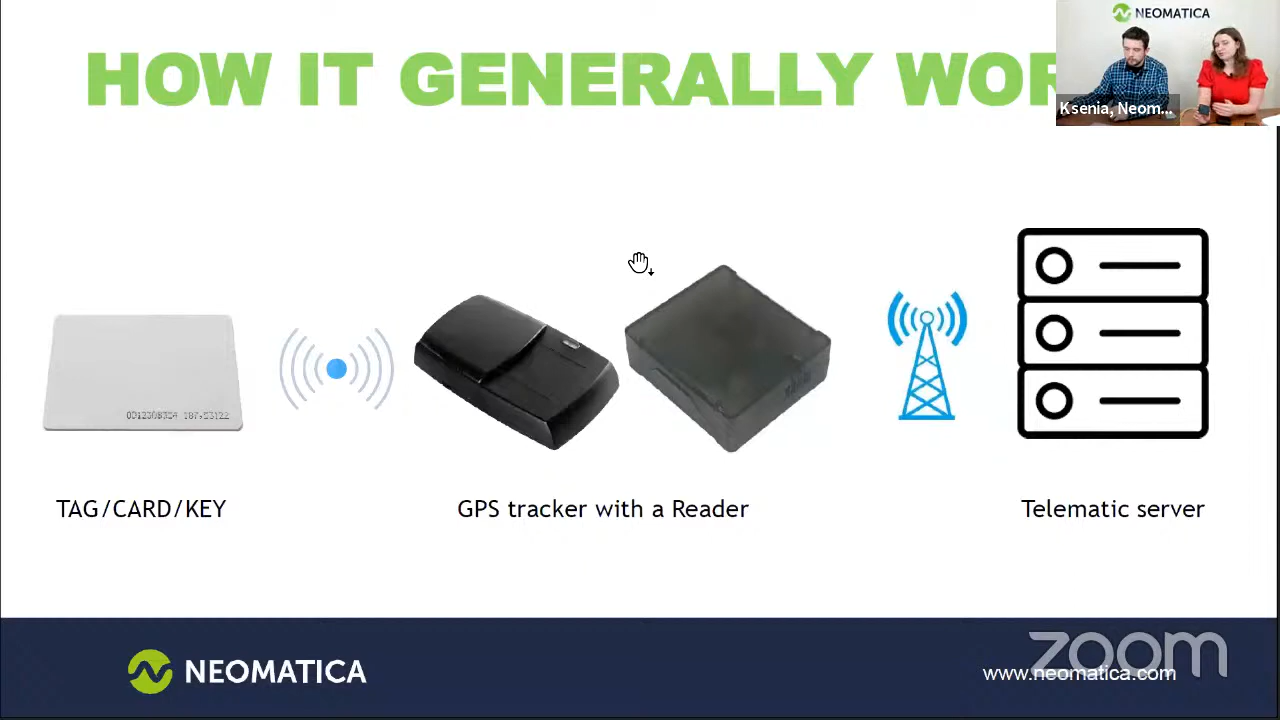 NEOMATICA
HOW IT GENERALLY WOR
Ksenia, Neom...
TAG/CARD/KEY
GPS tracker with a Reader
Telematic server
NEOMATICA
zoom
www.neomatica.com